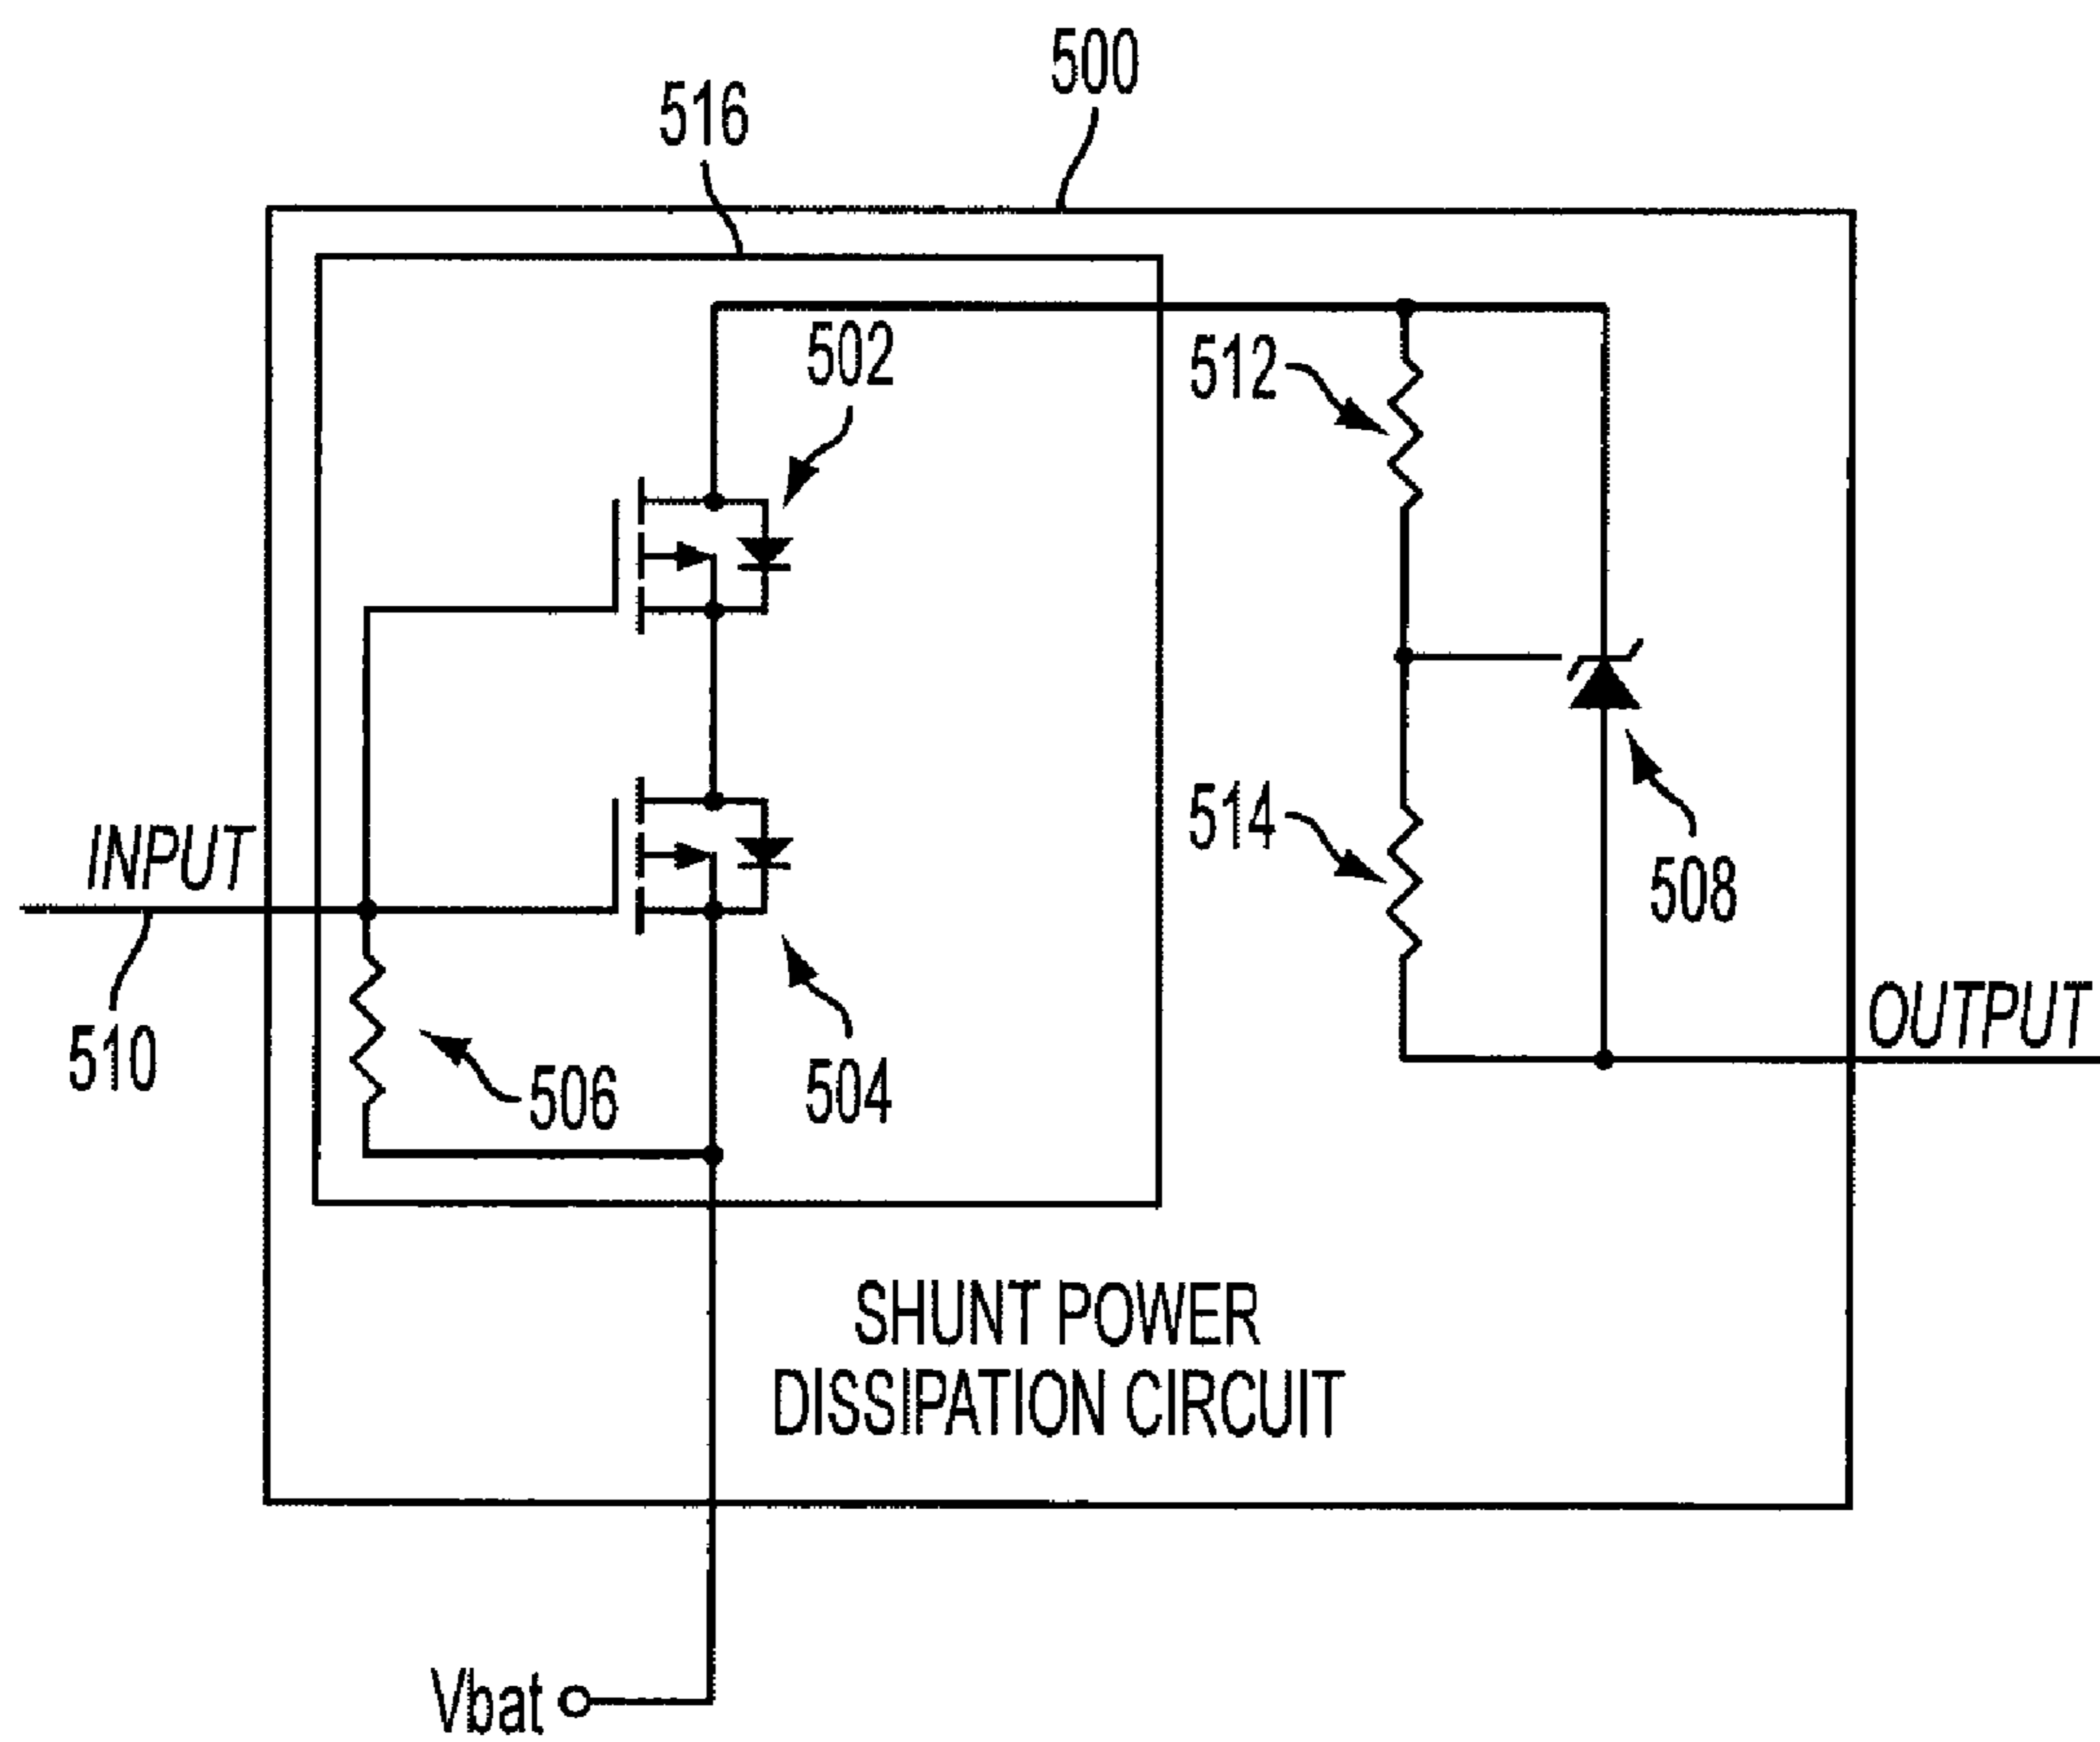 500
516
502
512
INPUT
514
508
510
506
504
OUTPUT
SHUNT POWER
DISSIPATION CIRCUIT
Vbat